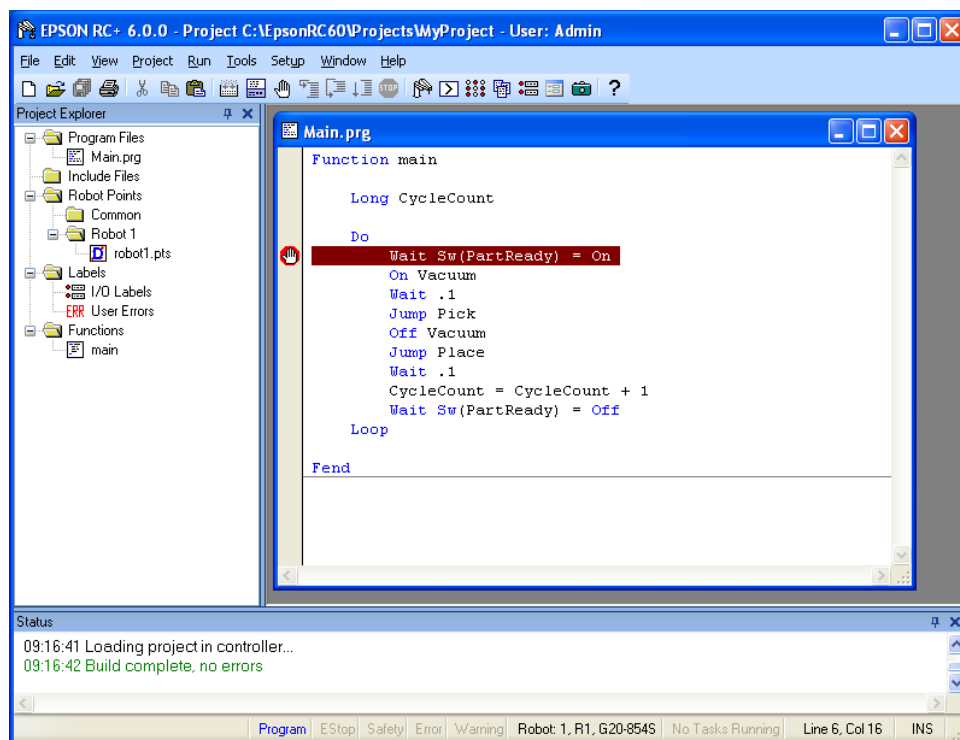 EPSON RC+ 6.0.0 - Project C:\EpsonRC60\Projects\MyProject - User: Admin
File Edit View Project Run Tools Setup Window Help
STOP
?
Project Explorer
Program Files
Main.prg
Include Files
Robot Points
Common
Robot 1
robot1.pts
Labels
I/O Labels
ERR User Errors
Functions
main
Main.prg
Function main
Long CycleCount
Do
Wait Sw(PartReady) = On
On Vacuum
Wait .1
Jump Pick
Off Vacuum
Jump Place
Wait .1
CycleCount = CycleCount + 1
Wait Sw(PartReady) = Off
Loop
Fend
Status
09:16:41 Loading project in controller...
09:16:42 Build complete, no errors
Program EStop Safety Error Warning Robot: 1, R1, G20-854S No Tasks Running Line 6, Col 16 INS